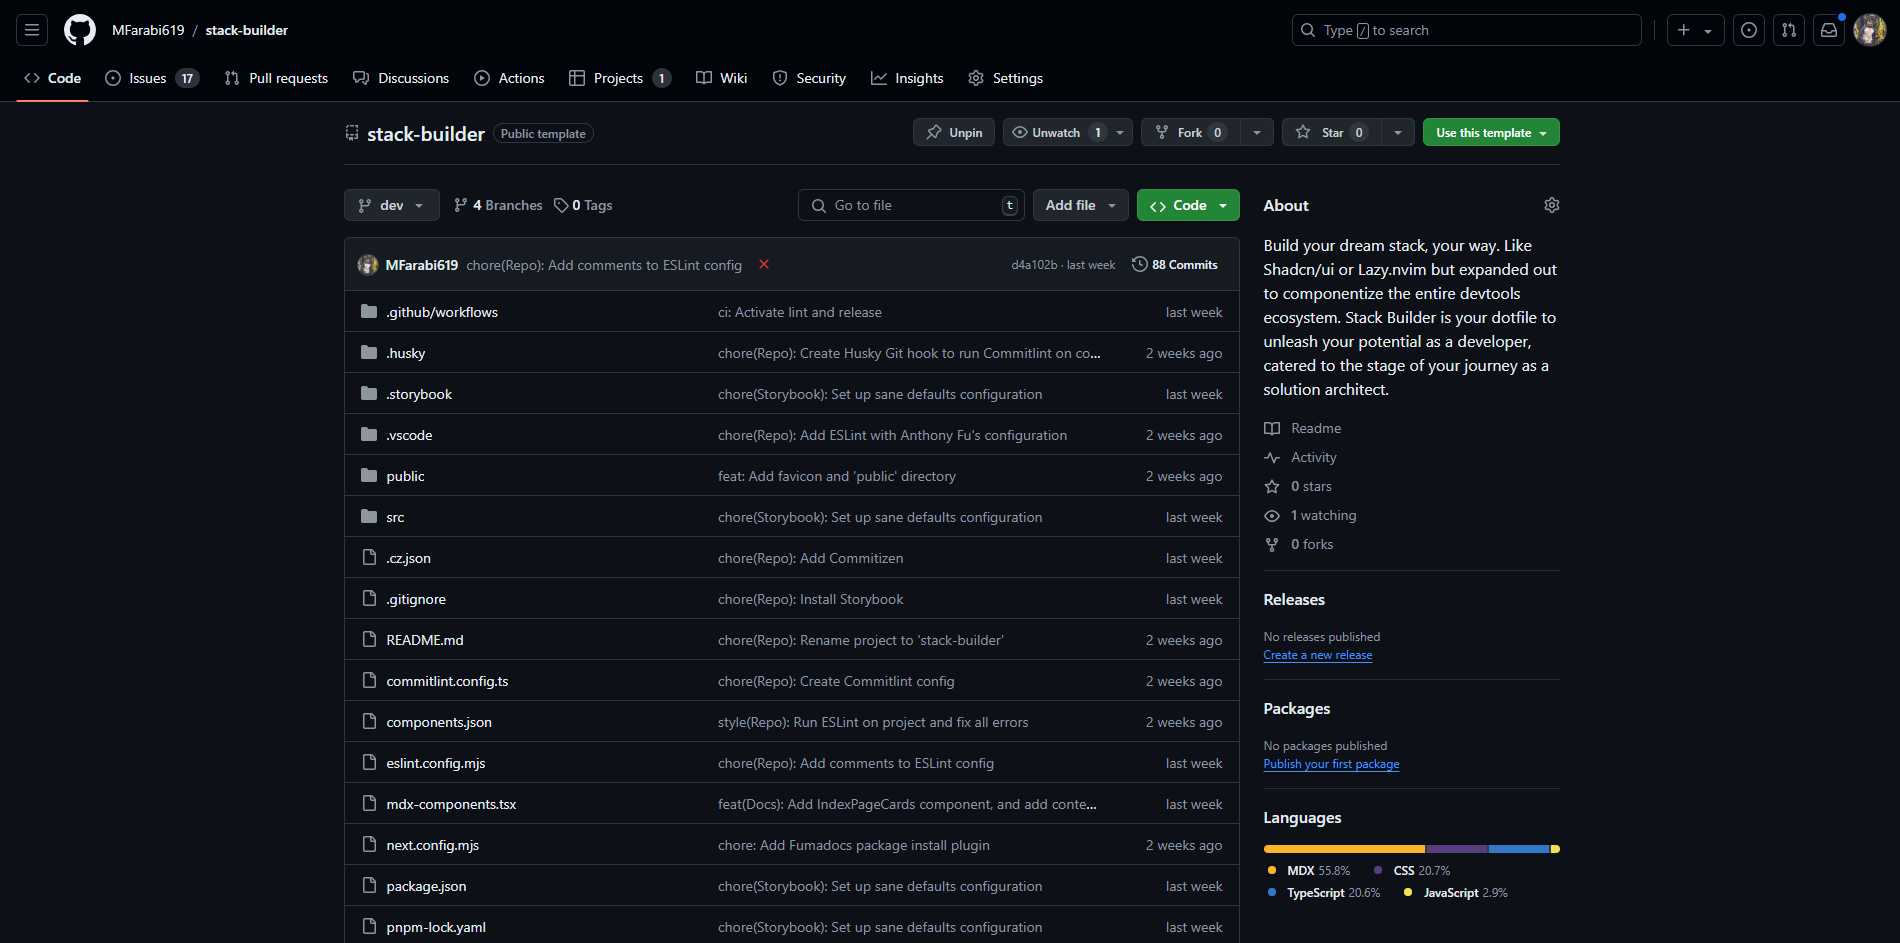 MFarabi619 / stack-builder
Type / to search
Code
Issues 17
Pull requests
Discussions
Actions
Projects 1
Wiki
Security
Insights
Settings
stack-builder Public template
Unpin
Unwatch 1
Fork 0
Star 0
Use this template
dev
4 Branches
0 Tags
Go to file t
Add file
Code
MFarabi619 chore(Repo): Add comments to ESLint config d4a102b · last week 88 Commits
.github/workflows ci: Activate lint and release last week
.husky chore(Repo): Create Husky Git hook to run Commitlint on co... 2 weeks ago
.storybook chore(Storybook): Set up sane defaults configuration last week
.vscode chore(Repo): Add ESLint with Anthony Fu's configuration 2 weeks ago
public feat: Add favicon and 'public' directory 2 weeks ago
src chore(Storybook): Set up sane defaults configuration last week
.cz.json chore(Repo): Add Commitizen last week
.gitignore chore(Repo): Install Storybook last week
README.md chore(Repo): Rename project to 'stack-builder' 2 weeks ago
commitlint.config.ts chore(Repo): Create Commitlint config 2 weeks ago
components.json style(Repo): Run ESLint on project and fix all errors 2 weeks ago
eslint.config.mjs chore(Repo): Add comments to ESLint config last week
mdx-components.tsx feat(Docs): Add IndexPageCards component, and add conte... last week
next.config.mjs chore: Add Fumadocs package install plugin 2 weeks ago
package.json chore(Storybook): Set up sane defaults configuration last week
pnpm-lock.yaml chore(Storybook): Set up sane defaults configuration last week
About
Build your dream stack, your way. Like
Shadcn/ui or Lazy.nvim but expanded out
to componentize the entire devtools
ecosystem. Stack Builder is your dotfile to
unleash your potential as a developer,
catered to the stage of your journey as a
solution architect.
Readme
Activity
0 stars
1 watching
0 forks
Releases
No releases published
Create a new release
Packages
No packages published
Publish your first package
Languages
MDX 55.8% CSS 20.7%
TypeScript 20.6% JavaScript 2.9%